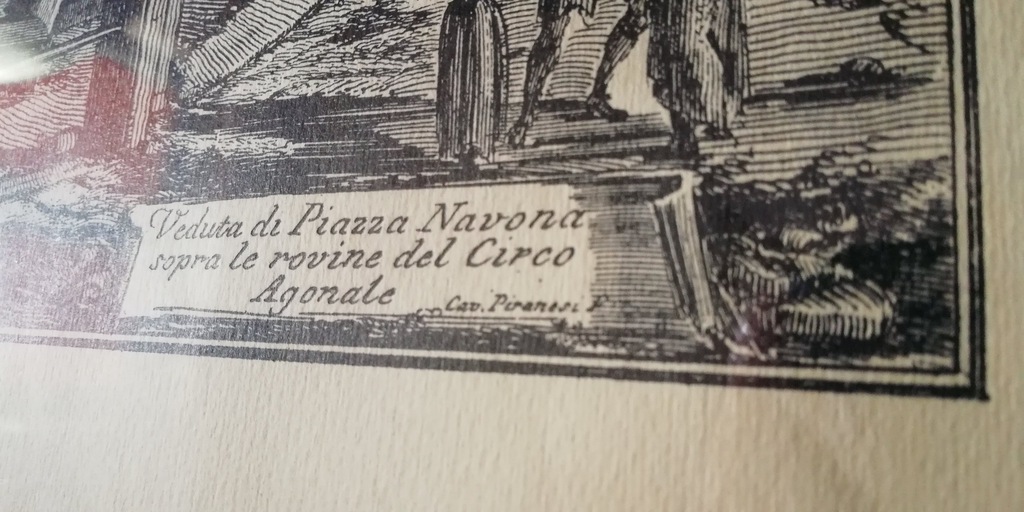 Veduta di Piazza Navona
sopra le rovine del Circo
Agonale
Cav. Piranesi F